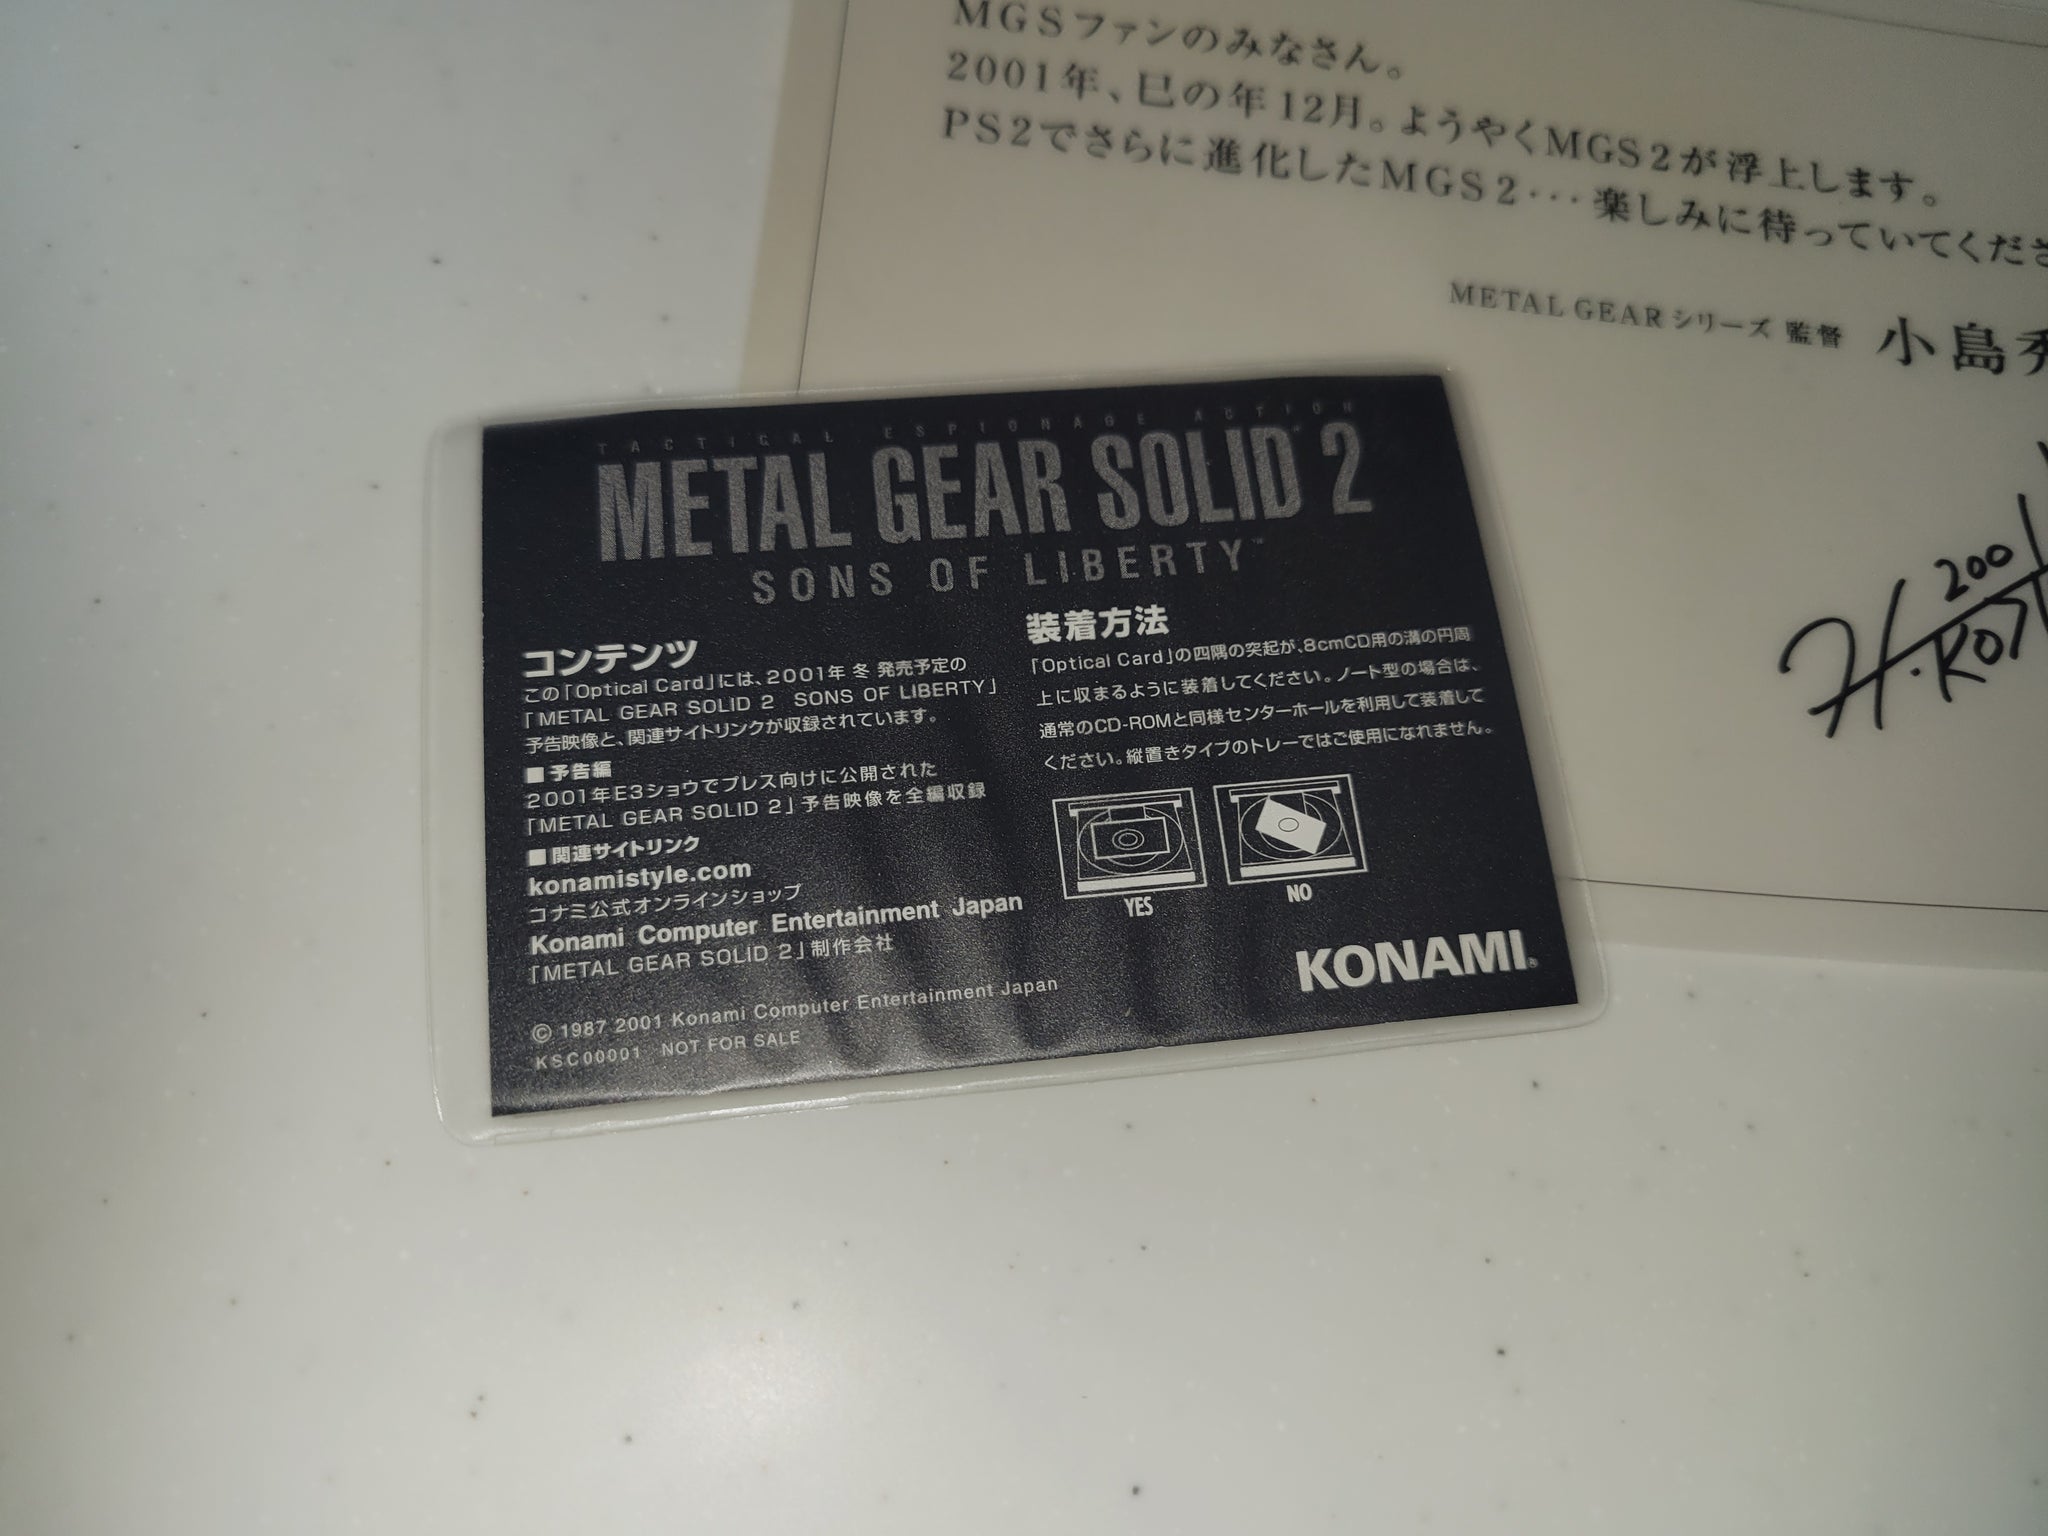 MGSファンのみなさん。
2001年、巳の年12月。ようやくMGS2が浮上します。
PS2でさらに進化したMGS2･･･楽しみに待っていてくださ
METAL GEARシリーズ 監督 小島秀
2001
H.KOJ
TACTICAL ESPIONAGE ACTION
METAL GEAR SOLID™ 2
SONS OF LIBERTY™
コンテンツ
この「Optical Card」には、2001年 冬 発売予定の
「METAL GEAR SOLID 2 SONS OF LIBERTY」
予告映像と、関連サイトリンクが収録されています。
■ 予告編
2001年E3ショウでプレス向けに公開された
「METAL GEAR SOLID 2」予告映像を全編収録
■ 関連サイトリンク
konamistyle.com
コナミ公式オンラインショップ
Konami Computer Entertainment Japan
「METAL GEAR SOLID 2」制作会社
© 1987 2001 Konami Computer Entertainment Japan
KSC00001 NOT FOR SALE
装着方法
「Optical Card」の四隅の突起が、8cmCD用の溝の円周
上に収まるように装着してください。ノート型の場合は、
通常のCD-ROMと同様センターホールを利用して装着して
ください。縦置きタイプのトレーではご使用になれません。
YES
NO
KONAMI®